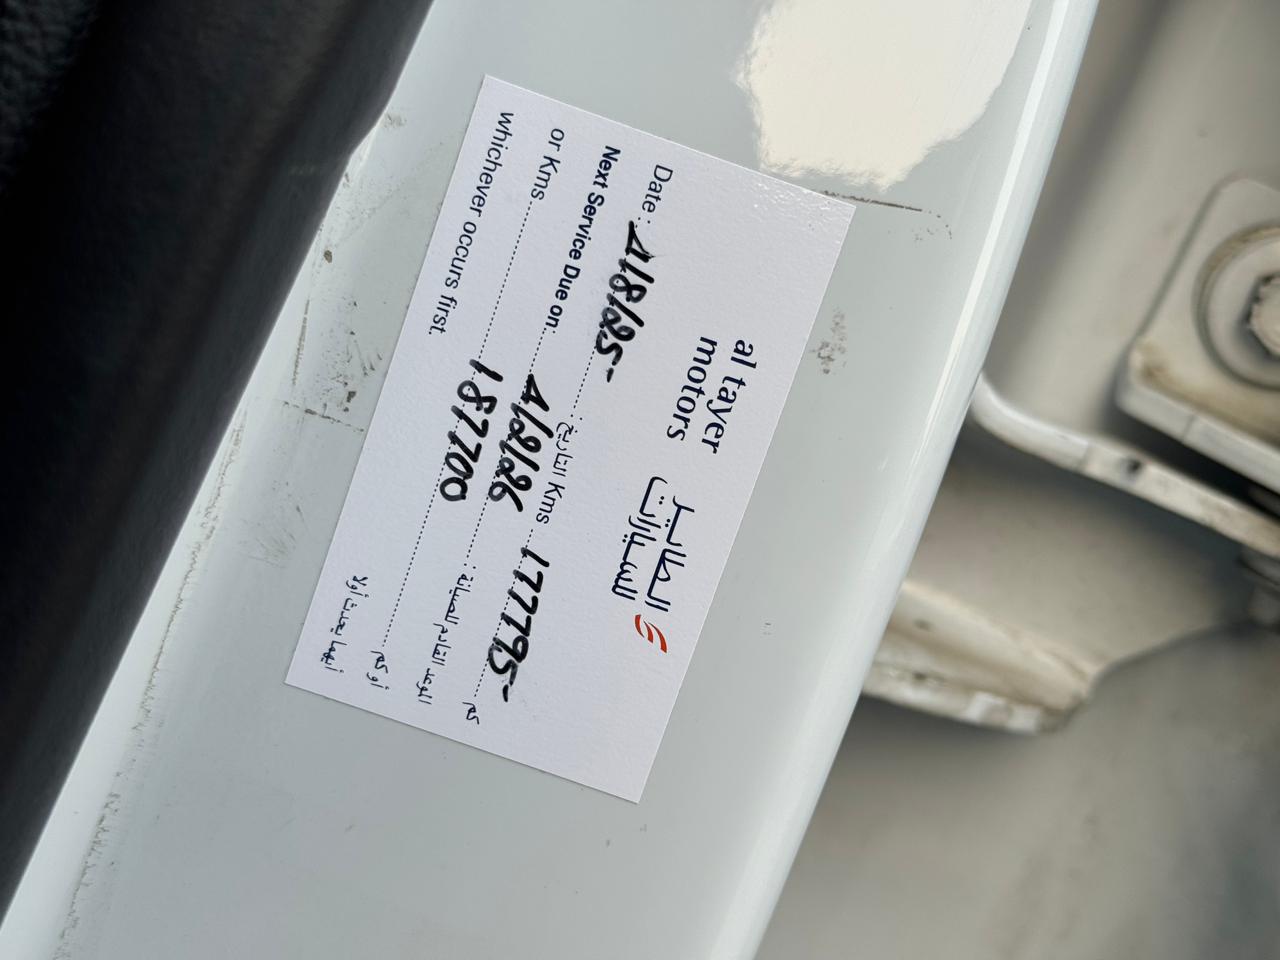 al tayer
motors
الطاير
للسيارات
Date : 4/8/25 Kms 177795 كم التاريخ :
Next Service Due on: 4/2/26 الموعد القادم للصيانة :
or Kms 187700 أو كم
whichever occurs first. أيهما يحدث أولا